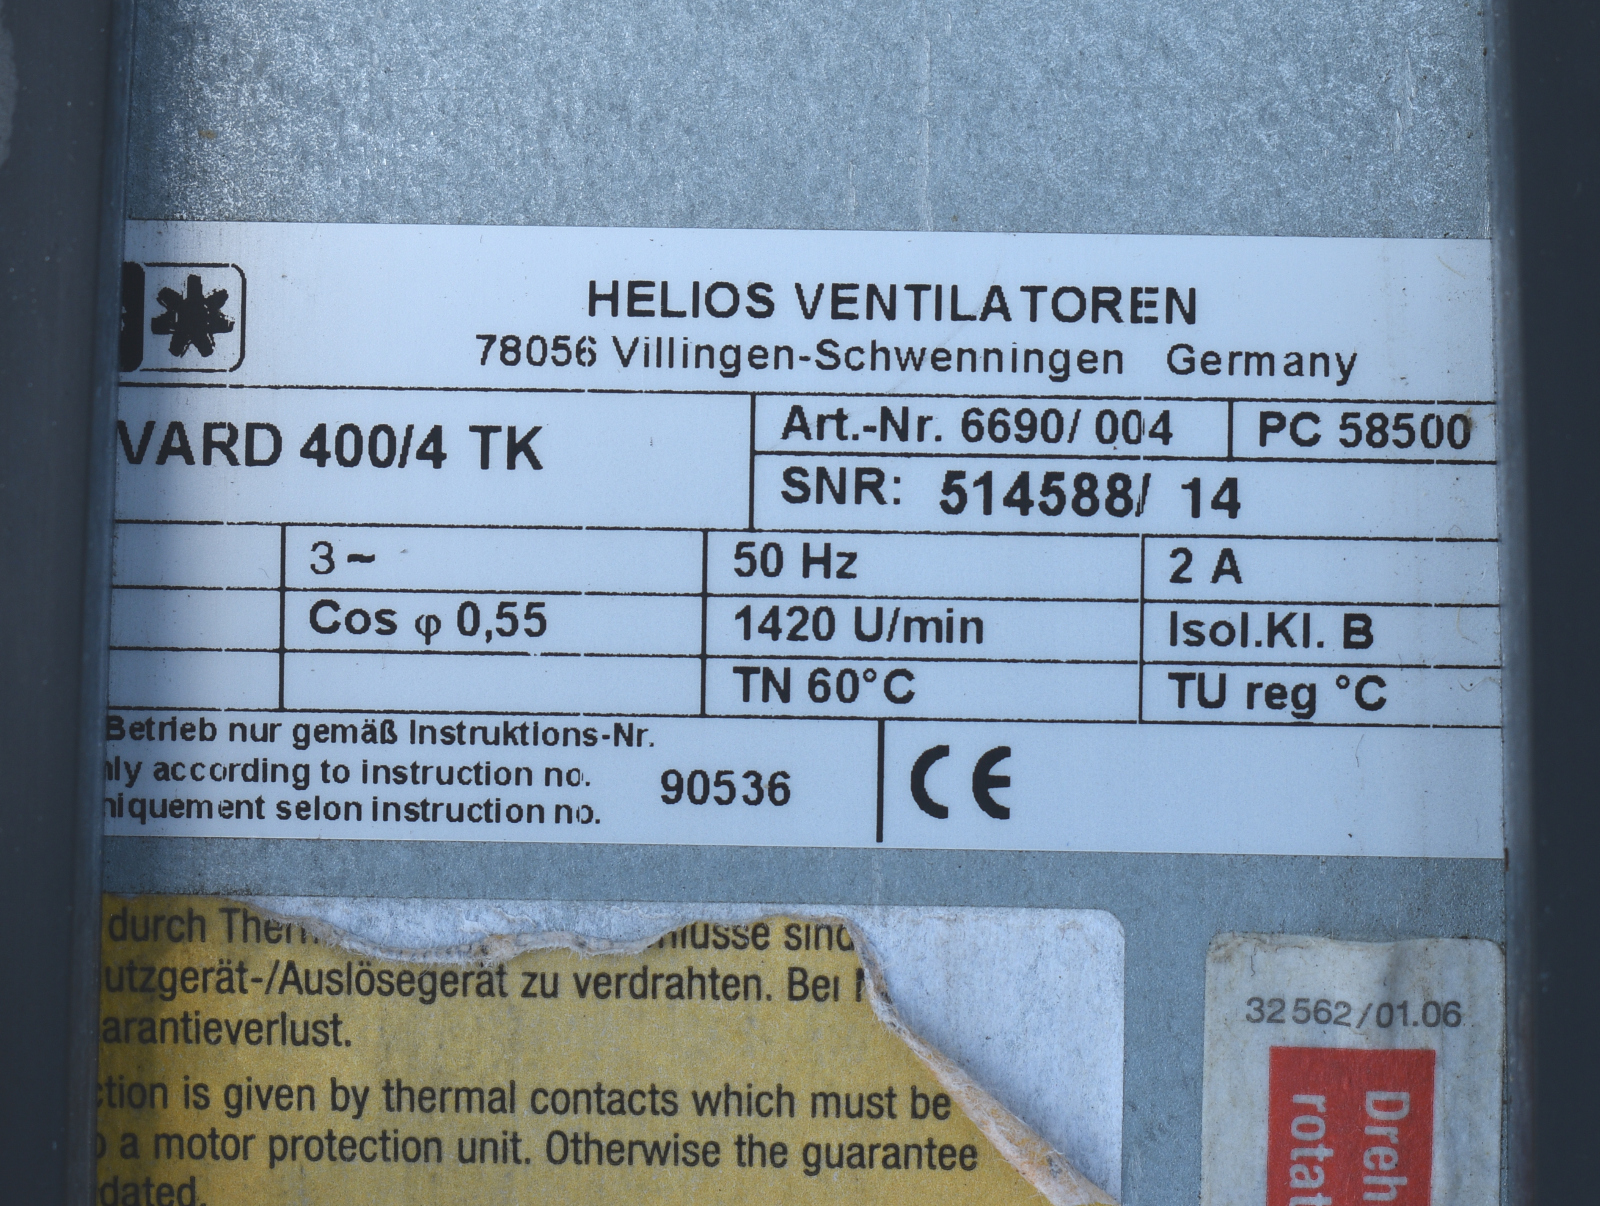 HELIOS VENTILATOREN
78056 Villingen-Schwenningen Germany
VARD 400/4 TK
Art.-Nr. 6690/ 004
PC 58500
SNR: 514588/ 14
3~ 50 Hz 2 A
Cos φ 0,55 1420 U/min Isol.Kl. B
TN 60°C TU reg °C
Betrieb nur gemäß Instruktions-Nr.
nly according to instruction no. 90536
niquement selon instruction no.
CE
durch Ther sind
utzgerät-/Auslösegerät zu verdrahten. Bei
arantieverlust.
ction is given by thermal contacts which must be
o a motor protection unit. Otherwise the guarantee
dated.
32562/01.06
Dreh
rotat